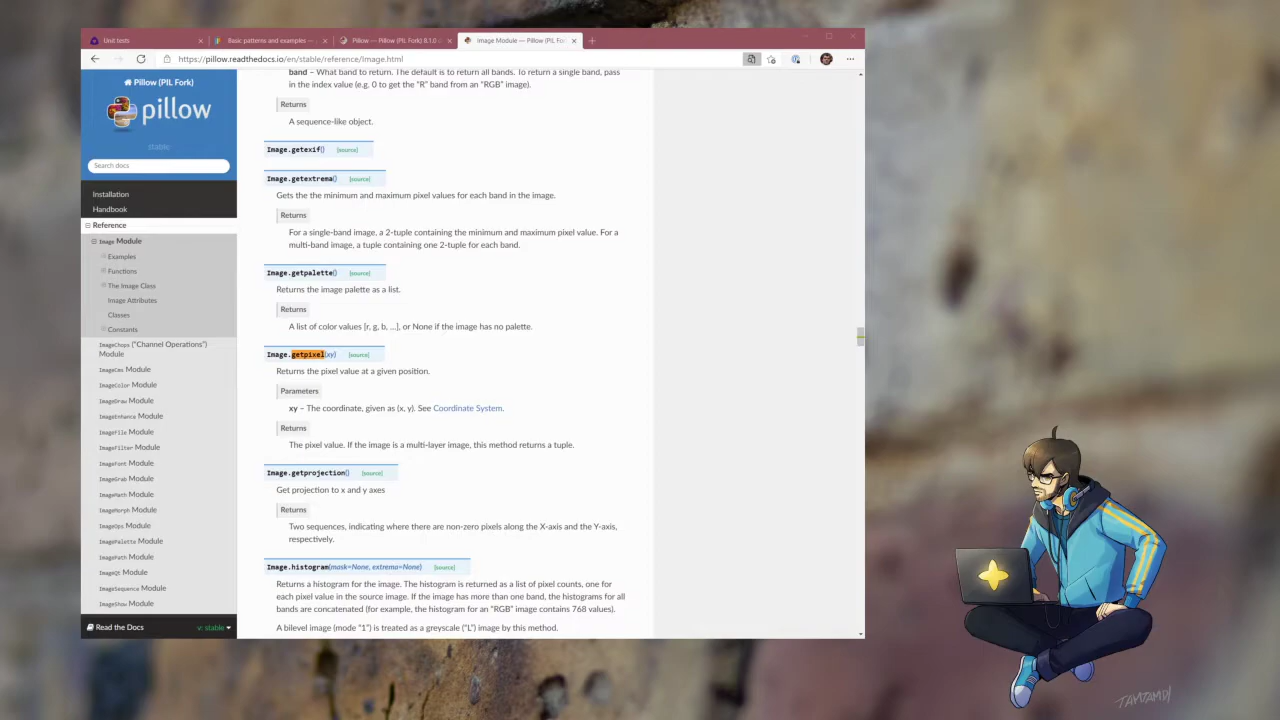 Unit tests
Basic patterns and examples — .
Pillow — Pillow (PIL Fork) 8.1.0 d
Image Module — Pillow (PIL For
https://pillow.readthedocs.io/en/stable/reference/Image.html
Pillow (PIL Fork)
pillow
stable
Search docs
Installation
Handbook
Reference
Image Module
Examples
Functions
The Image Class
Image Attributes
Classes
Constants
ImageChops ("Channel Operations")
Module
ImageCms Module
ImageColor Module
ImageDraw Module
ImageEnhance Module
ImageFile Module
ImageFilter Module
ImageFont Module
ImageGrab Module
ImageMath Module
ImageMorph Module
ImageOps Module
ImagePalette Module
ImagePath Module
ImageQt Module
ImageSequence Module
ImageShow Module
Read the Docs
v: stable
band – What band to return. The default is to return all bands. To return a single band, pass
in the index value (e.g. 0 to get the "R" band from an "RGB" image).
Returns
A sequence-like object.
Image.getexif() [source]
Image.getextrema() [source]
Gets the the minimum and maximum pixel values for each band in the image.
Returns
For a single-band image, a 2-tuple containing the minimum and maximum pixel value. For a
multi-band image, a tuple containing one 2-tuple for each band.
Image.getpalette() [source]
Returns the image palette as a list.
Returns
A list of color values [r, g, b, ...], or None if the image has no palette.
Image.getpixel(xy) [source]
Returns the pixel value at a given position.
Parameters
xy – The coordinate, given as (x, y). See Coordinate System.
Returns
The pixel value. If the image is a multi-layer image, this method returns a tuple.
Image.getprojection() [source]
Get projection to x and y axes
Returns
Two sequences, indicating where there are non-zero pixels along the X-axis and the Y-axis,
respectively.
Image.histogram(mask=None, extrema=None) [source]
Returns a histogram for the image. The histogram is returned as a list of pixel counts, one for
each pixel value in the source image. If the image has more than one band, the histograms for all
bands are concatenated (for example, the histogram for an "RGB" image contains 768 values).
A bilevel image (mode "1") is treated as a greyscale ("L") image by this method.